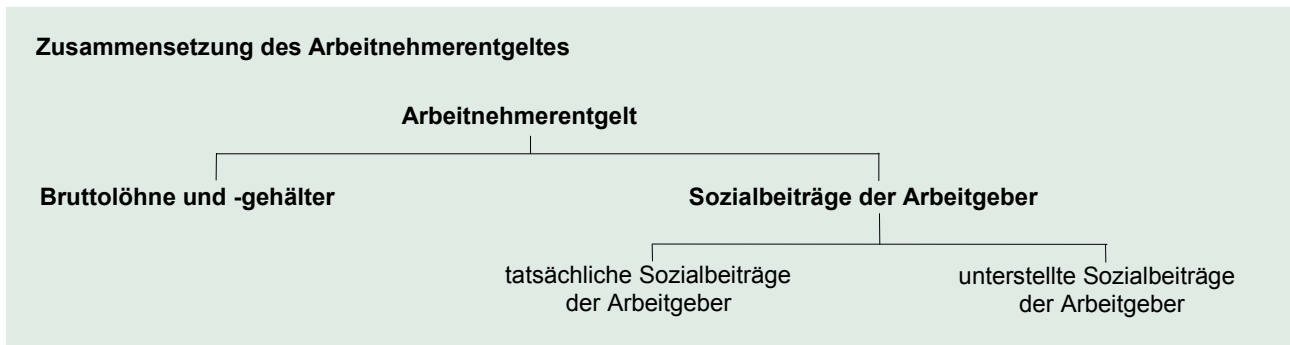 Zusammensetzung des Arbeitnehmerentgeltes
Arbeitnehmerentgelt
Bruttolöhne und -gehälter
Sozialbeiträge der Arbeitgeber
tatsächliche Sozialbeiträge
der Arbeitgeber
unterstellte Sozialbeiträge
der Arbeitgeber